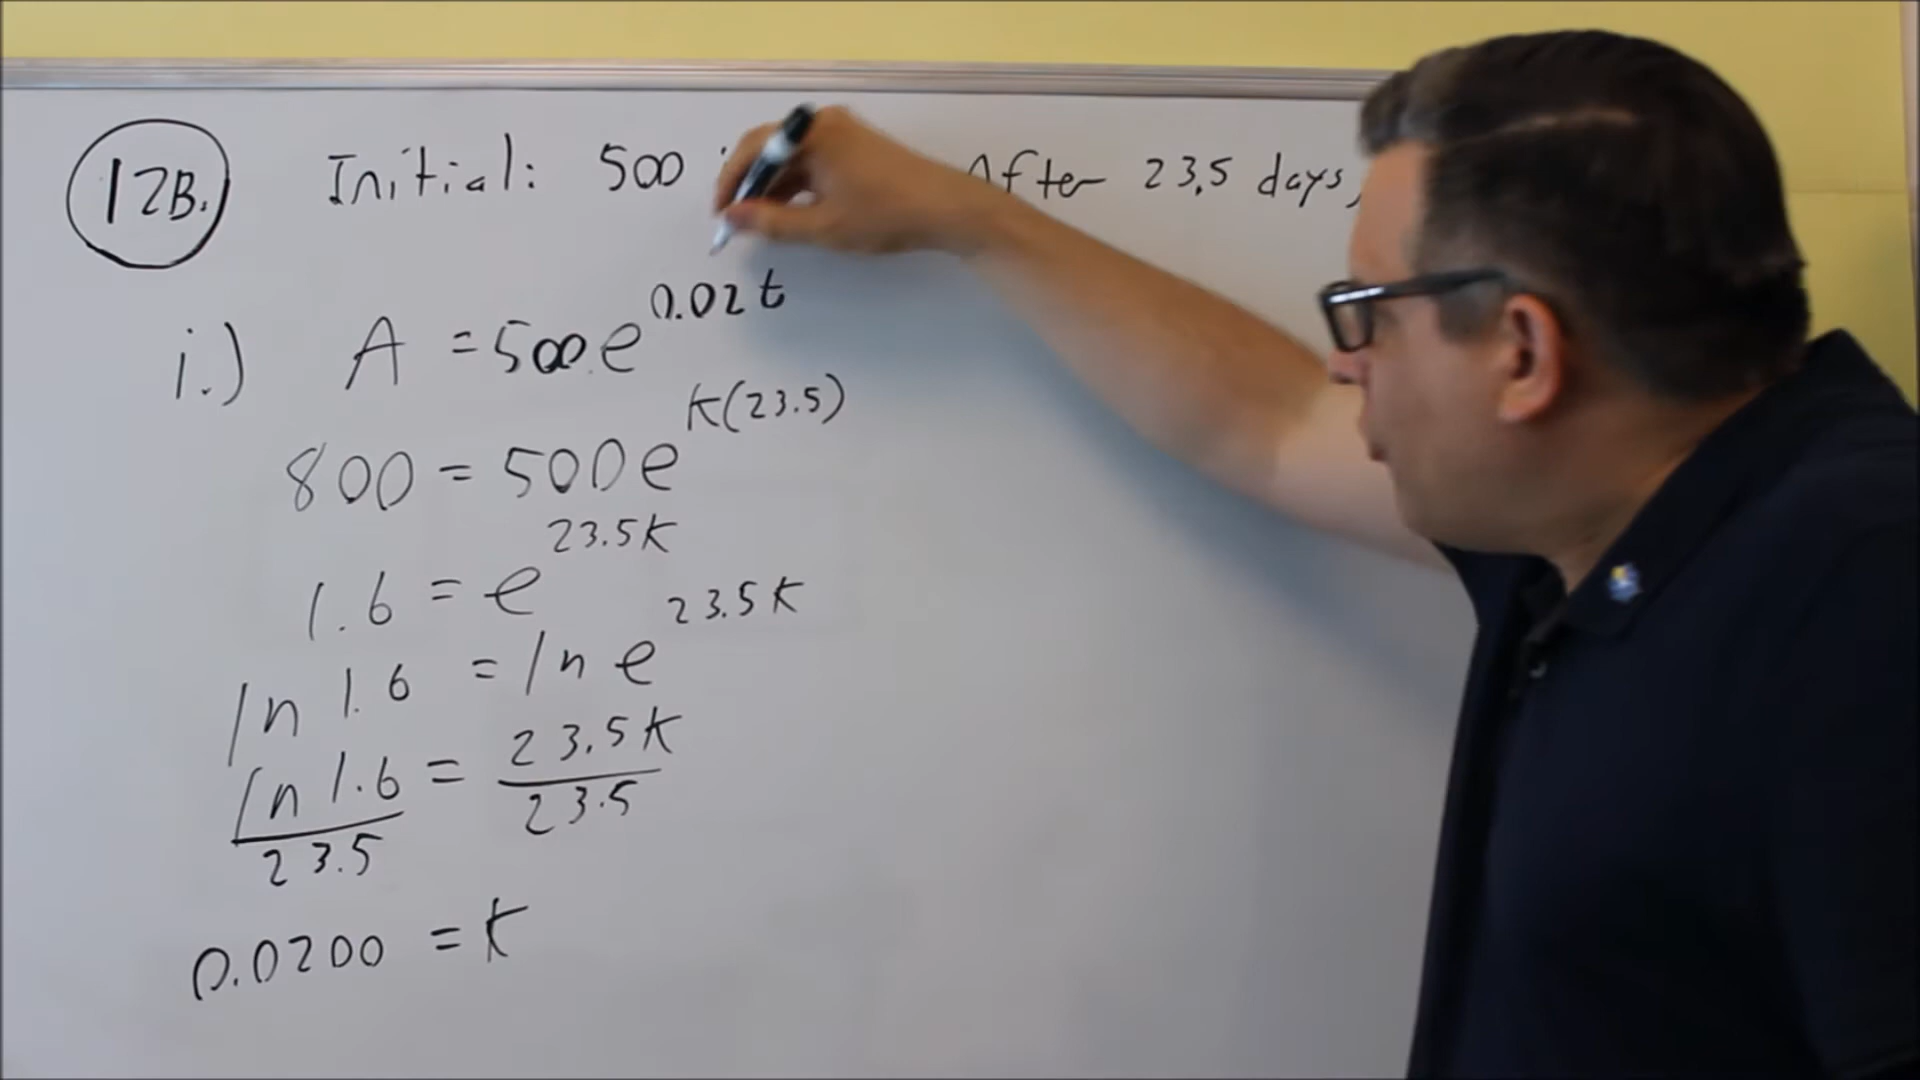 12B. Initial: 500 After 23.5 days,
i.) A = 500e^0.02t
800 = 500e^k(23.5)
1.6 = e^23.5k
ln 1.6 = ln e^23.5k
ln 1.6 = 23.5k
23.5 23.5
0.0200 = k